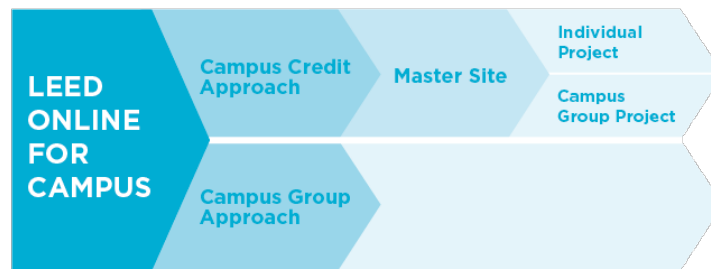 LEED
ONLINE
FOR
CAMPUS
Campus Credit
Approach
Master Site
Individual
Project
Campus
Group Project
Campus Group
Approach